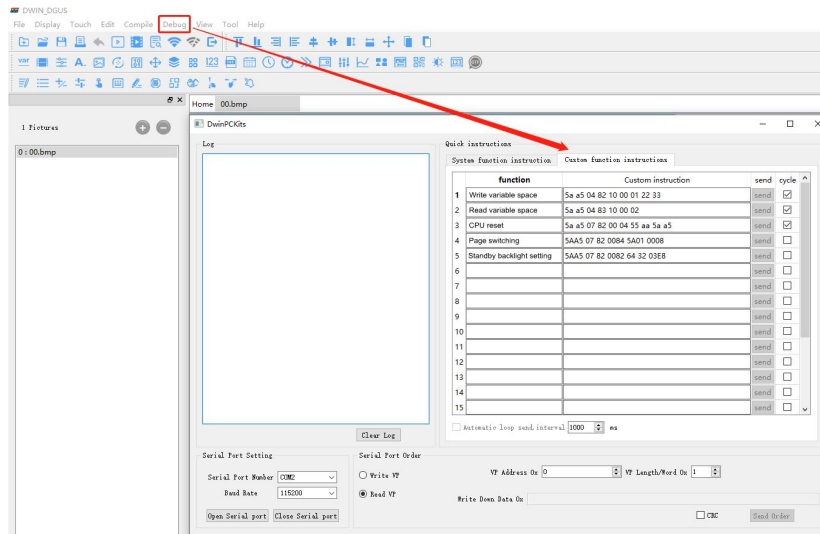 DWIN_DGUS
File Display Touch Edit Compile Debug View Tool Help
var A. 123
Home 00.bmp
1 Pictures
0 : 00.bmp
DwinPCKits
Log
Quick instructions
System function instruction Custom function instructions
function Custom instruction send cycle
1 Write variable space 5a a5 04 82 10 00 01 22 33 send
2 Read variable space 5a a5 04 83 10 00 02 send
3 CPU reset 5a a5 07 82 00 04 55 aa 5a a5 send
4 Page switching 5AA5 07 82 0084 5A01 0008 send
5 Standby backlight setting 5AA5 07 82 0082 64 32 03E8 send
6 send
7 send
8 send
9 send
10 send
11 send
12 send
13 send
14 send
15 send
Automatic loop send,interval 1000 ms
Clear Log
Serial Port Setting
Serial Port Number COM2
Baud Rate 115200
Open Serial port Close Serial port
Serial Port Order
Write VP
Read VP
VP Address 0x 0 VP Length/Word 0x 1
Write Down Data 0x
CRC Send Order